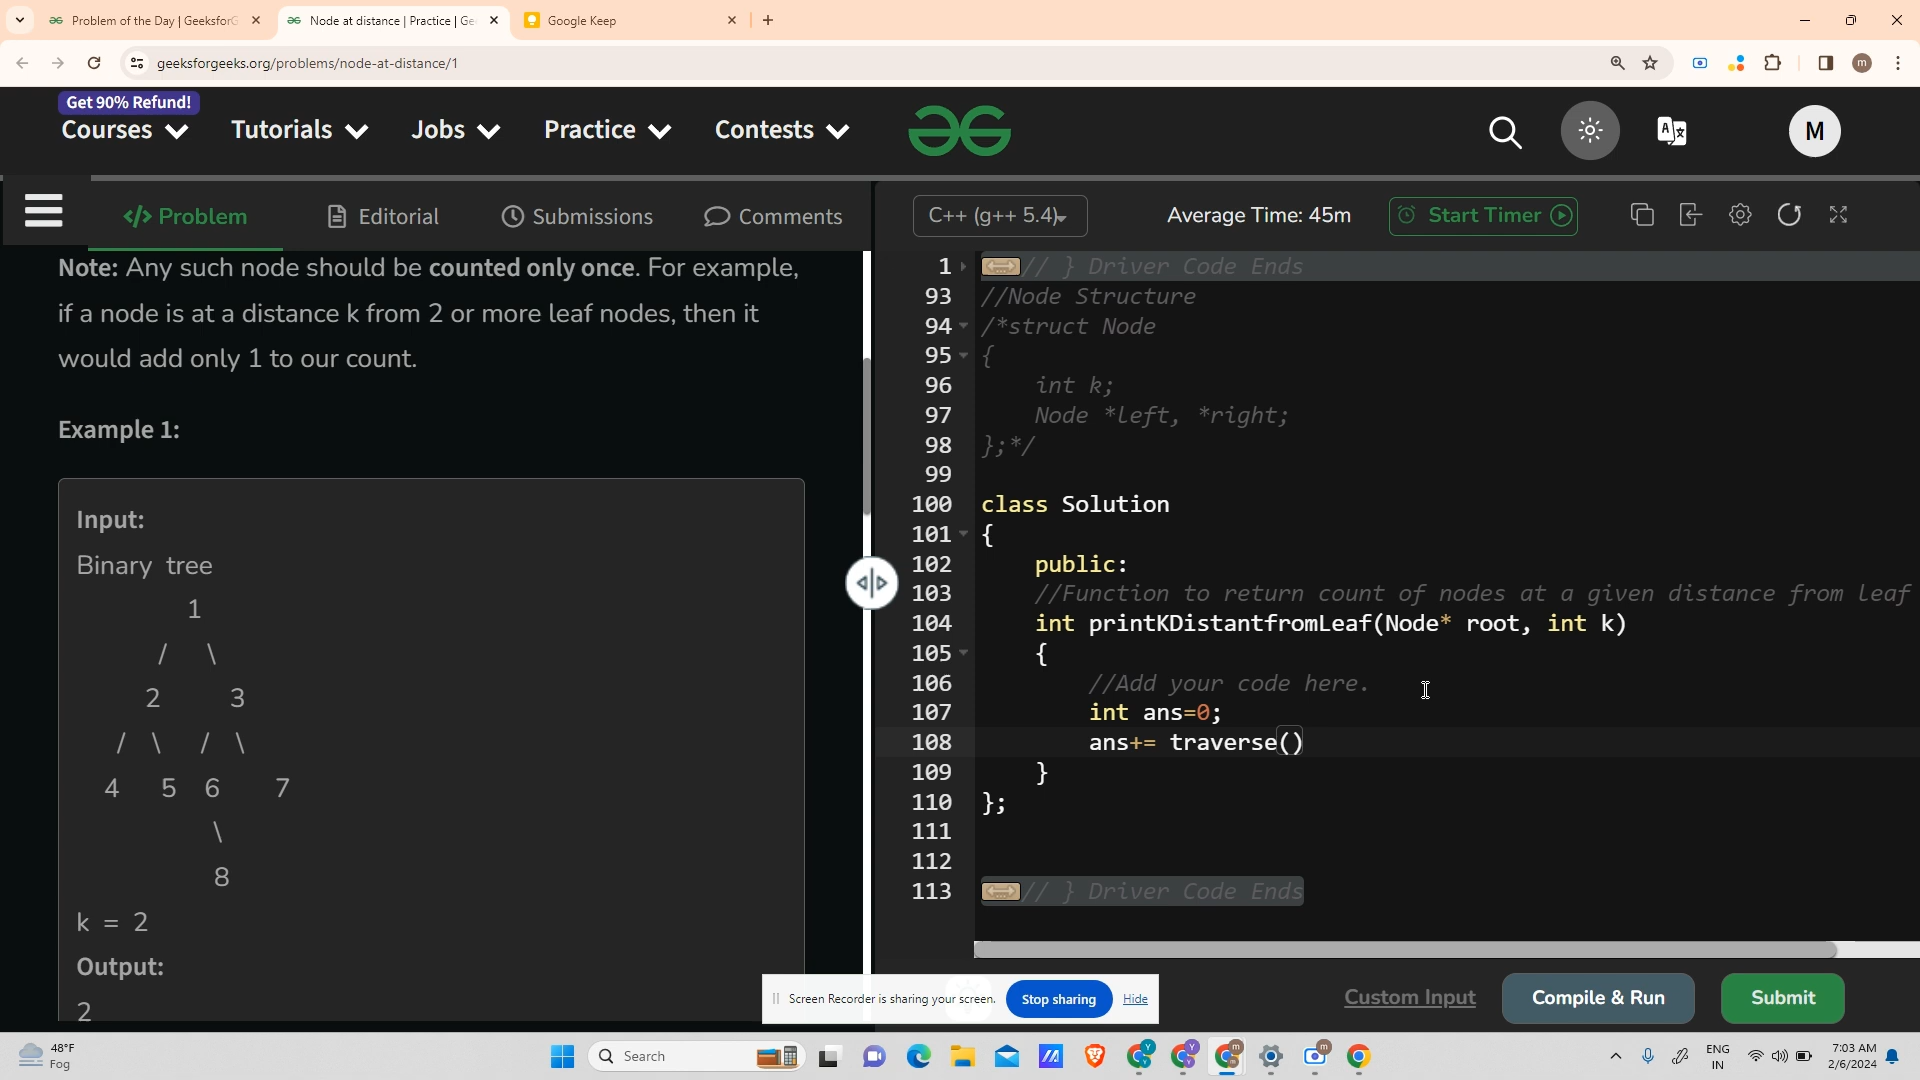 Problem of the Day | GeeksforG
Node at distance | Practice | Ge
Google Keep
geeksforgeeks.org/problems/node-at-distance/1
m
Get 90% Refund!
Courses
Tutorials
Jobs
Practice
Contests
M
</> Problem
Editorial
Submissions
Comments
C++ (g++ 5.4)
Average Time: 45m
Start Timer
Note: Any such node should be counted only once. For example,
if a node is at a distance k from 2 or more leaf nodes, then it
would add only 1 to our count.
Example 1:
Input:
Binary tree
1
/ \
2 3
/ \ / \
4 5 6 7
\
8
k = 2
Output:
2
1 // } Driver Code Ends
93 //Node Structure
94 /*struct Node
95 {
96 int k;
97 Node *left, *right;
98 };*/
99
100 class Solution
101 {
102 public:
103 //Function to return count of nodes at a given distance from leaf
104 int printKDistantfromLeaf(Node* root, int k)
105 {
106 //Add your code here.
107 int ans=0;
108 ans+= traverse()
109 }
110 };
111
112
113 // } Driver Code Ends
Screen Recorder is sharing your screen.
Stop sharing
Hide
Custom Input
Compile & Run
Submit
48°F
Fog
Search
ENG
IN
7:03 AM
2/6/2024